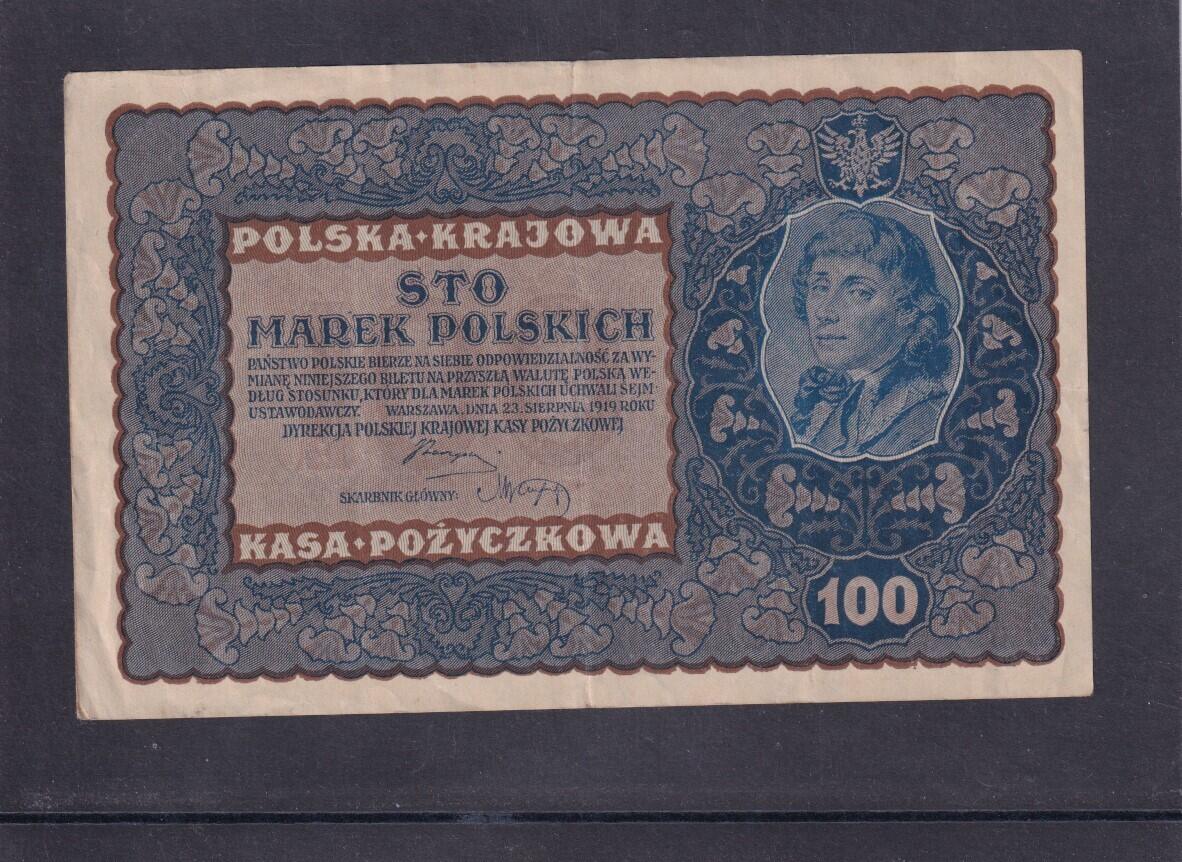 POLSKA·KRAJOWA
STO
MAREK POLSKICH
PAŃSTWO POLSKIE BIERZE NA SIEBIE ODPOWIEDZIALNOŚĆ ZA WY-
MIANĘ NINIEJSZEGO BILETU NA PRZYSZŁĄ WALUTĘ POLSKĄ WE-
DŁUG STOSUNKU, KTÓRY DLA MAREK POLSKICH UCHWALI SEJM
USTAWODAWCZY. WARSZAWA, DNIA 23. SIERPNIA 1919 ROKU
DYREKCJA POLSKIEJ KRAJOWEJ KASY POŻYCZKOWEJ
SKARBNIK GŁÓWNY:
KASA·POŻYCZKOWA
100